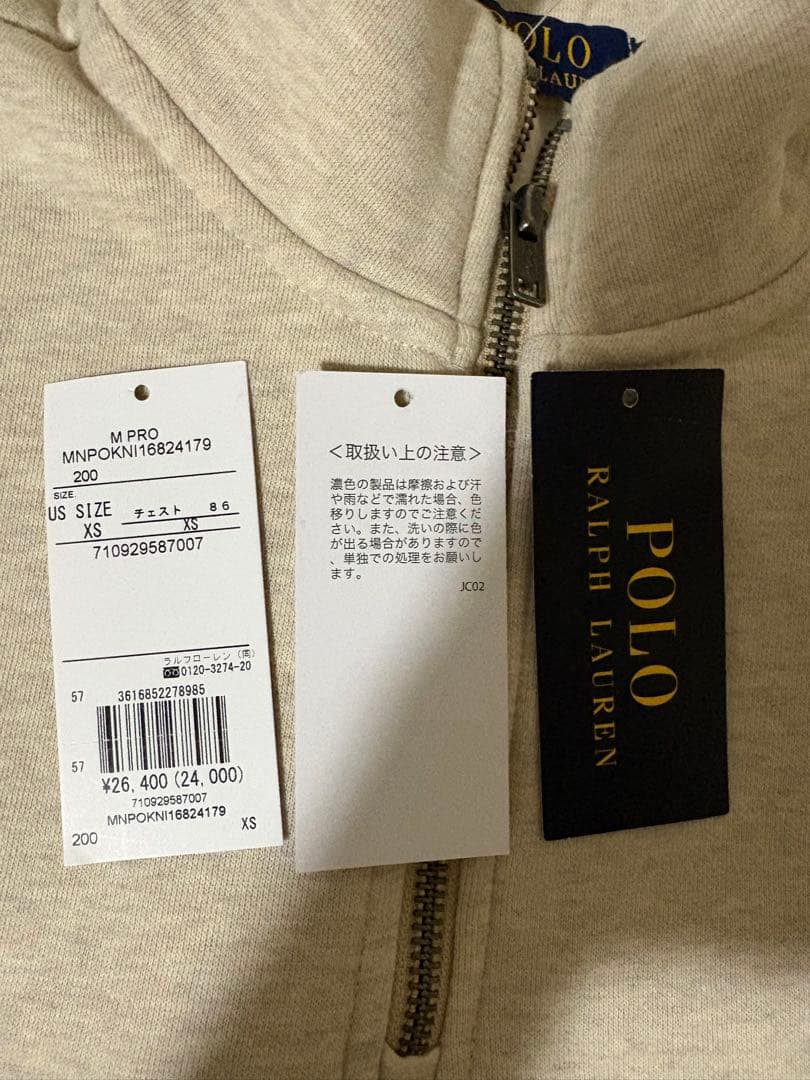 POLO
M PRO
MNPOKNI16824179
200
SIZE
US SIZE チェスト 86
XS XS
710929587007
ラルフローレン (同)
0120-3274-20
57 3616852278985
57
¥26,400 (24,000)
710929587007
MNPOKNI16824179
200 XS
<取扱い上の注意>
濃色の製品は摩擦および汗
や雨などで濡れた場合、色
移りしますのでご注意くだ
さい。また、洗いの際に色
が出る場合がありますので
、単独での処理をお願いし
ます。
JC02
POLO
RALPH LAUREN